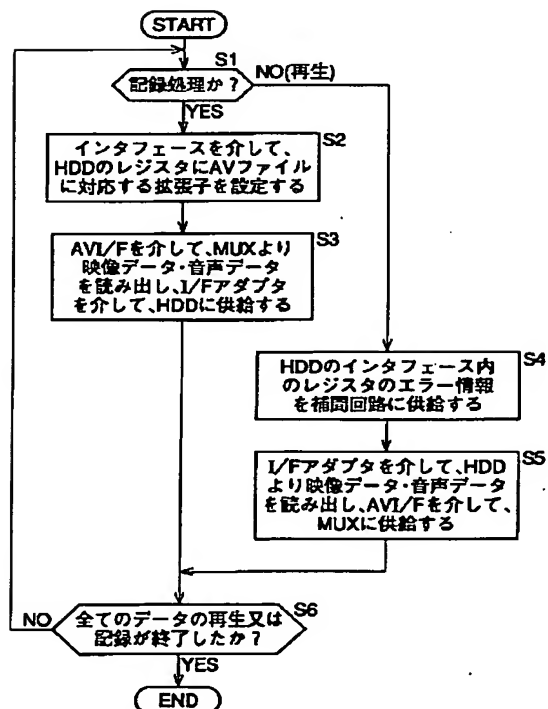 START
S1
記録処理か?
NO(再生)
YES
S2
インタフェースを介して、
HDDのレジスタにAVファイル
に対応する拡張子を設定する
S3
AVI/Fを介して、MUXより
映像データ・音声データ
を読み出し、I/Fアダプタ
を介して、HDDに供給する
S4
HDDのインタフェース内
のレジスタのエラー情報
を補間回路に供給する
S5
I/Fアダプタを介して、HDD
より映像データ・音声データ
を読み出し、AVI/Fを介して、
MUXに供給する
S6
NO
全てのデータの再生又は
記録が終了したか?
YES
END